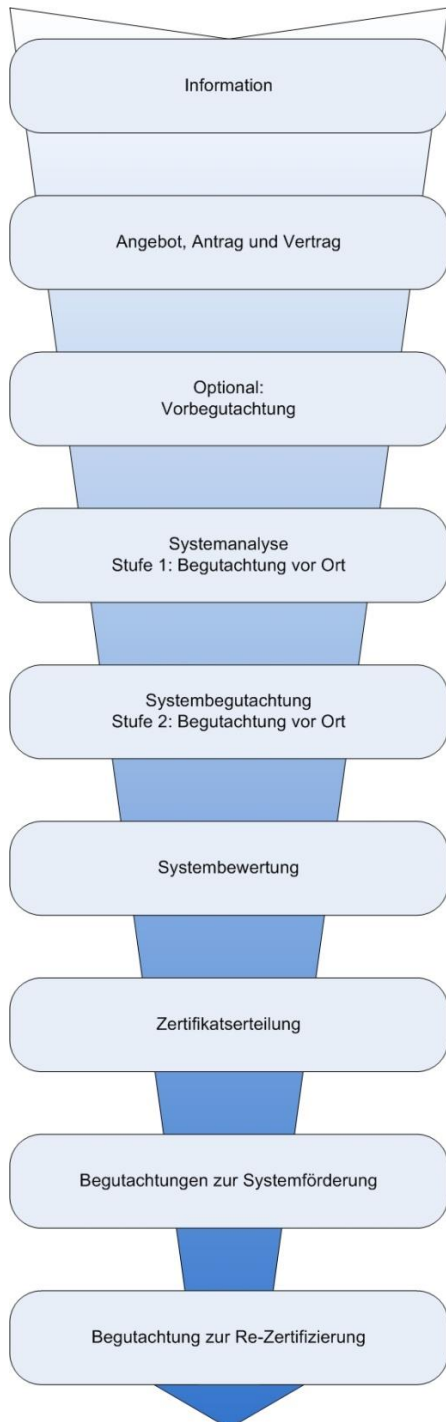 Information
Angebot, Antrag und Vertrag
Optional:
Vorbegutachtung
Systemanalyse
Stufe 1: Begutachtung vor Ort
Systembegutachtung
Stufe 2: Begutachtung vor Ort
Systembewertung
Zertifikatserteilung
Begutachtungen zur Systemförderung
Begutachtung zur Re-Zertifizierung